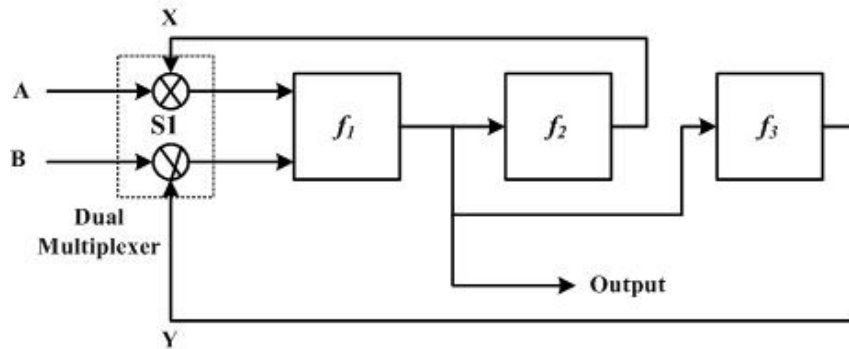 X
A
S1
B
f1
f2
f3
Dual
Multiplexer
Output
Y